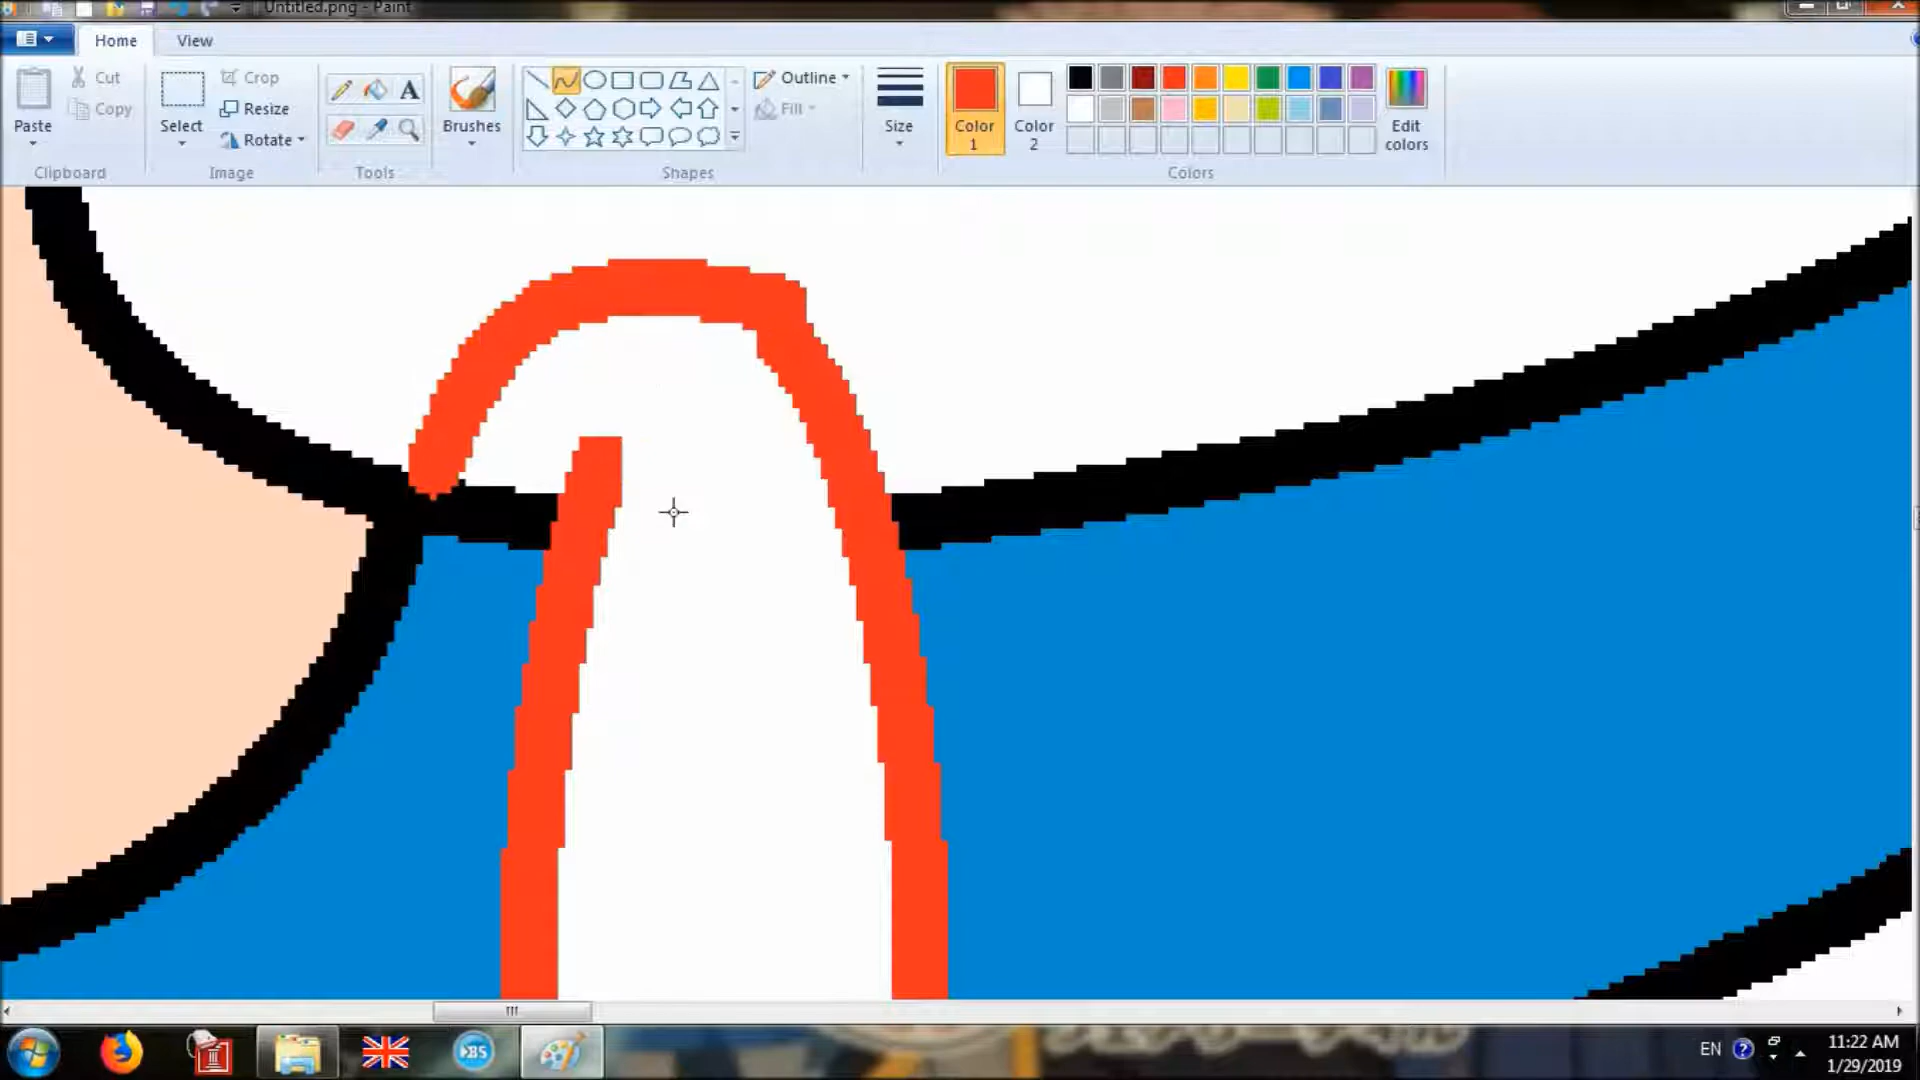 Untitled.png - Paint
Home View
Cut
Copy
Paste
Clipboard
Crop
Resize
Rotate
Select
Image
A
Tools
Brushes
Outline
Fill
Shapes
Size
Color 1
Color 2
Edit colors
Colors
BS
EN
?
11:22 AM
1/29/2019